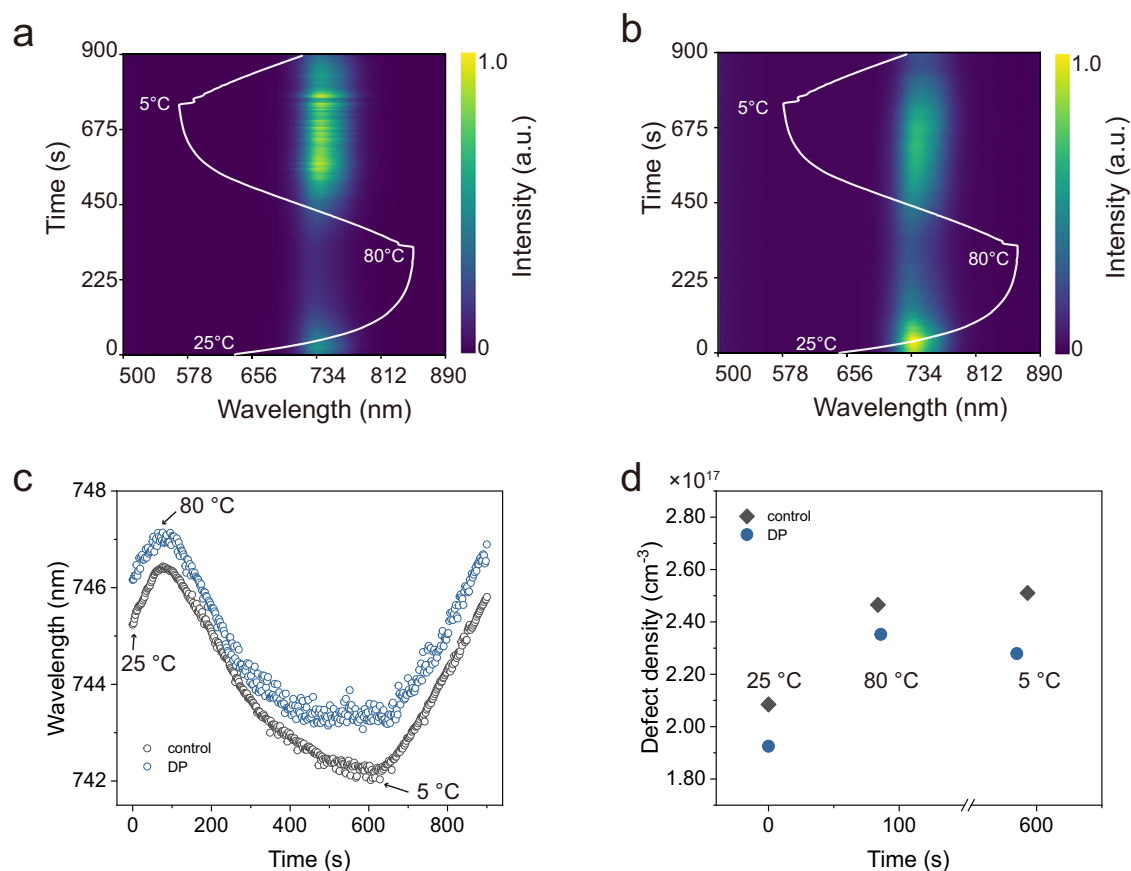 a
900
675
450
225
0
Time (s)
5°C
80°C
25°C
500 578 656 734 812 890
Wavelength (nm)
1.0
0
Intensity (a.u.)
b
900
675
450
225
0
Time (s)
5°C
80°C
25°C
500 578 656 734 812 890
Wavelength (nm)
1.0
0
Intensity (a.u.)
c
748
746
744
742
Wavelength (nm)
80 °C
25 °C
control
DP
5 °C
0 200 400 600 800
Time (s)
d
×10¹⁷
2.80
2.60
2.40
2.20
2.00
1.80
Defect density (cm⁻³)
control
DP
25 °C 80 °C 5 °C
0 100 600
Time (s)